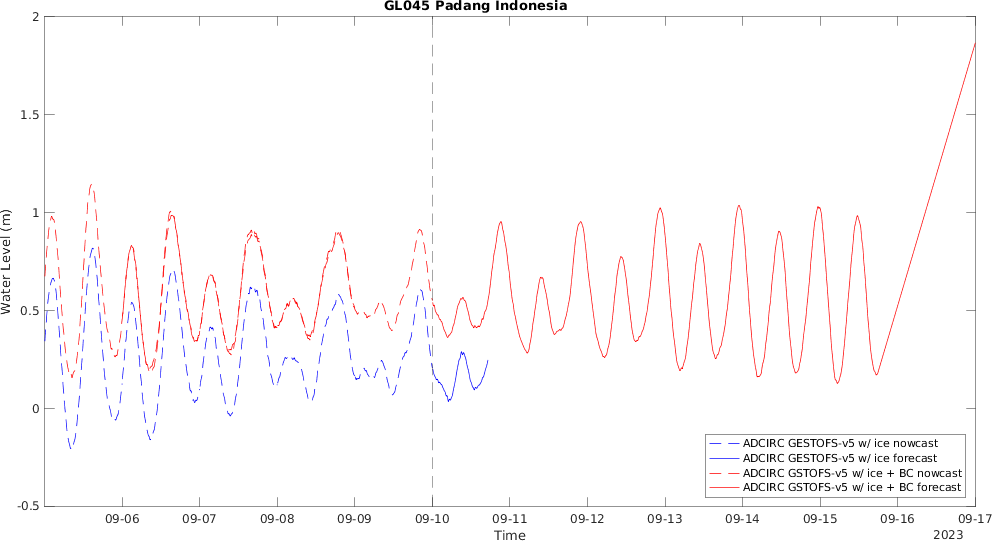 GL045 Padang Indonesia
2
1.5
1
0.5
0
-0.5
Water Level (m)
09-06 09-07 09-08 09-09 09-10 09-11 09-12 09-13 09-14 09-15 09-16 09-17
Time
2023
ADCIRC GESTOFS-v5 w/ ice nowcast
ADCIRC GESTOFS-v5 w/ ice forecast
ADCIRC GSTOFS-v5 w/ ice + BC nowcast
ADCIRC GSTOFS-v5 w/ ice + BC forecast